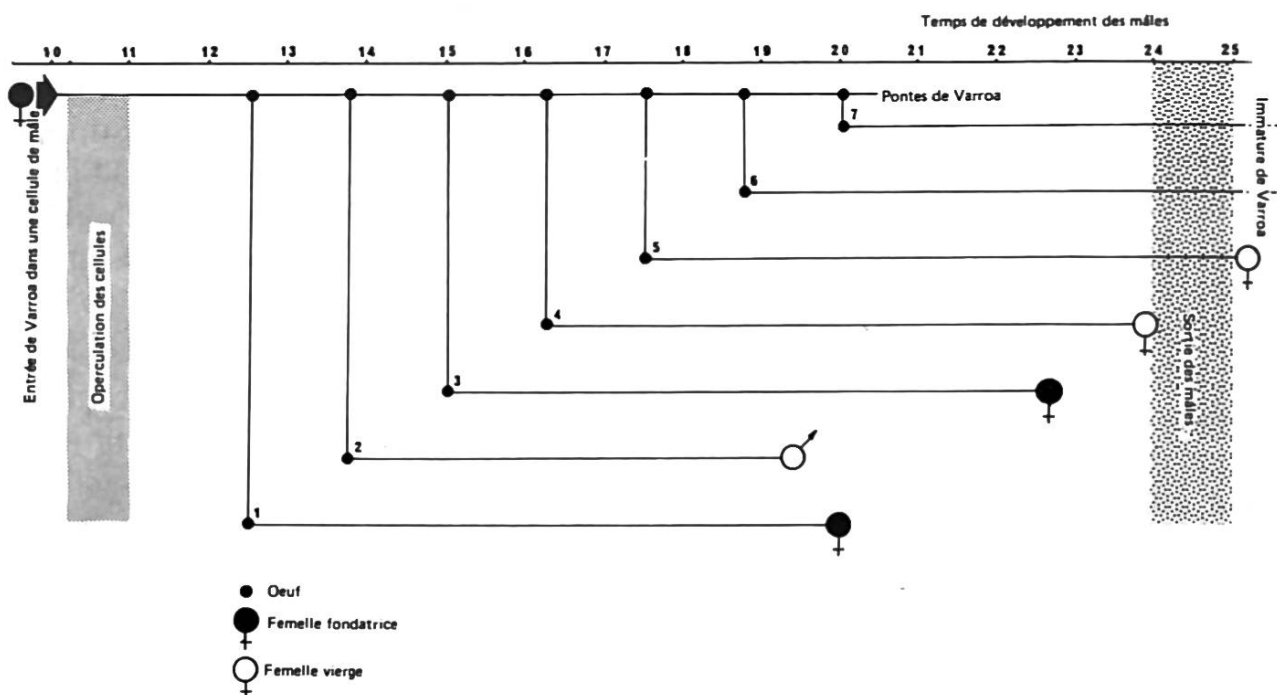 Temps de développement des mâles
10 11 12 13 14 15 16 17 18 19 20 21 22 23 24 25
Entrée de Varroa dans une cellule de mâle
Operculation des cellules
Pontes de Varroa
7
6
5
4
3
2
1
Immature de Varroa
Sortie des mâles
Oeuf
Femelle fondatrice
Femelle vierge